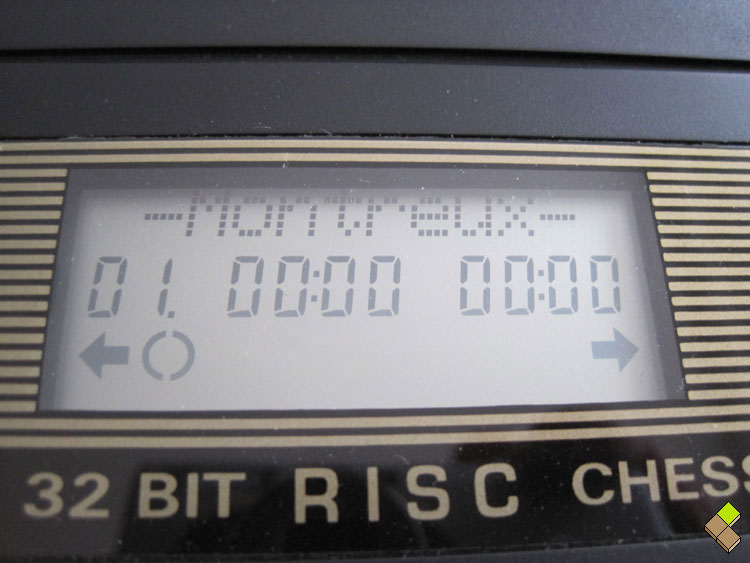 -Montreux-
01. 00:00 00:00
32 BIT RISC CHESS